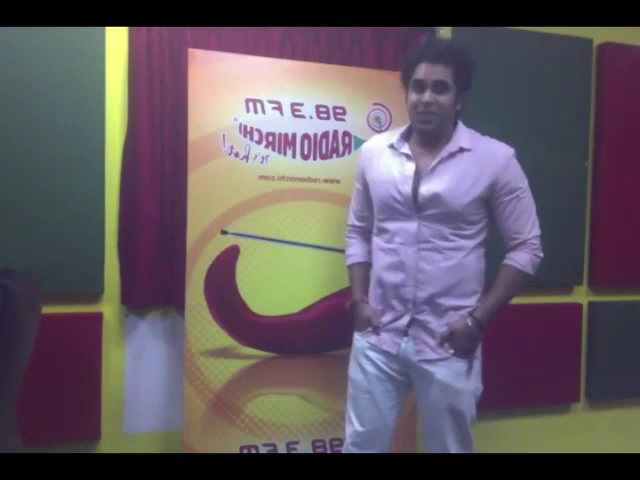 98.3 FM
RADIO MIRCHI
It's Hot!
www.radiomirchi.com
98.3 FM